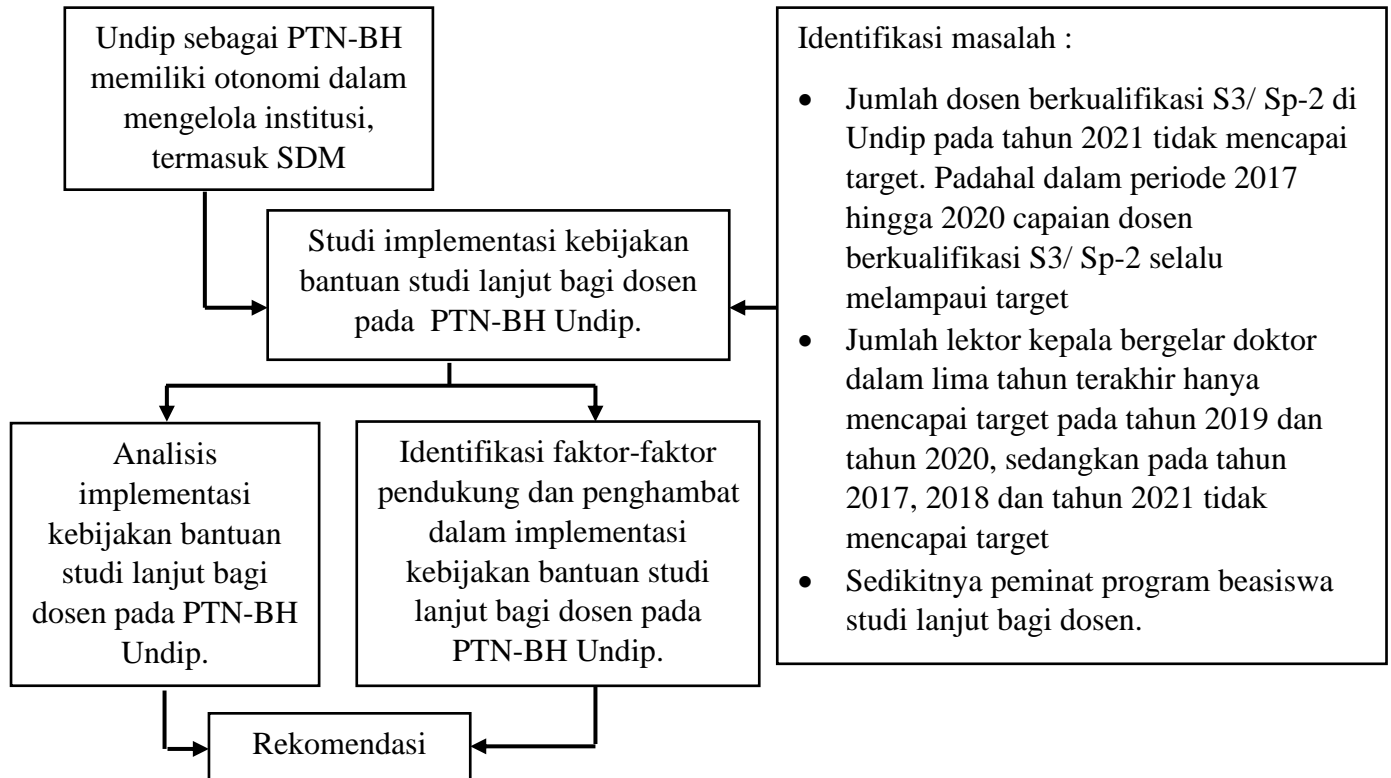 Undip sebagai PTN-BH
memiliki otonomi dalam
mengelola institusi,
termasuk SDM
Identifikasi masalah :
• Jumlah dosen berkualifikasi S3/ Sp-2 di
Undip pada tahun 2021 tidak mencapai
target. Padahal dalam periode 2017
hingga 2020 capaian dosen
berkualifikasi S3/ Sp-2 selalu
melampaui target
• Jumlah lektor kepala bergelar doktor
dalam lima tahun terakhir hanya
mencapai target pada tahun 2019 dan
tahun 2020, sedangkan pada tahun
2017, 2018 dan tahun 2021 tidak
mencapai target
• Sedikitnya peminat program beasiswa
studi lanjut bagi dosen.
Studi implementasi kebijakan
bantuan studi lanjut bagi dosen
pada PTN-BH Undip.
Analisis
implementasi
kebijakan bantuan
studi lanjut bagi
dosen pada PTN-BH
Undip.
Identifikasi faktor-faktor
pendukung dan penghambat
dalam implementasi
kebijakan bantuan studi
lanjut bagi dosen pada
PTN-BH Undip.
Rekomendasi